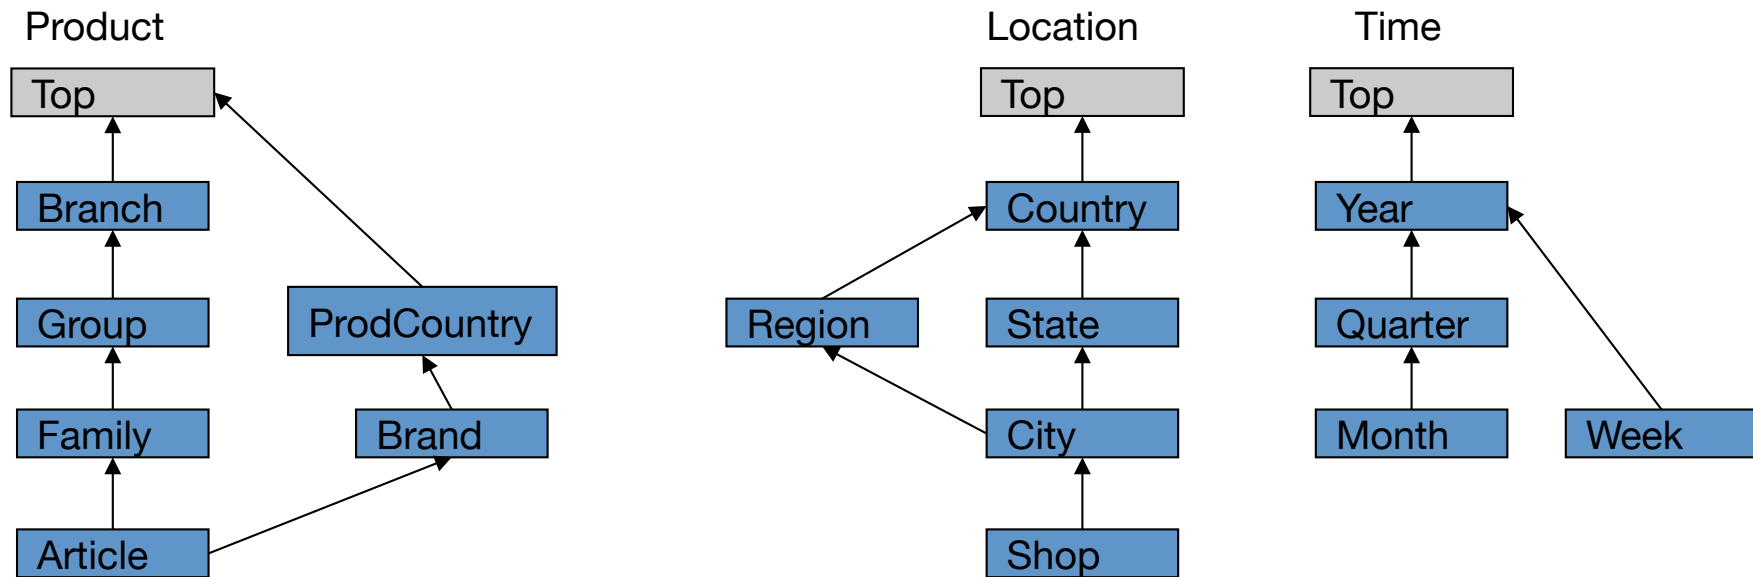 Product
Location
Time
Top
Top
Top
Branch
Country
Year
Group
ProdCountry
Region
State
Quarter
Family
Brand
City
Month
Week
Article
Shop